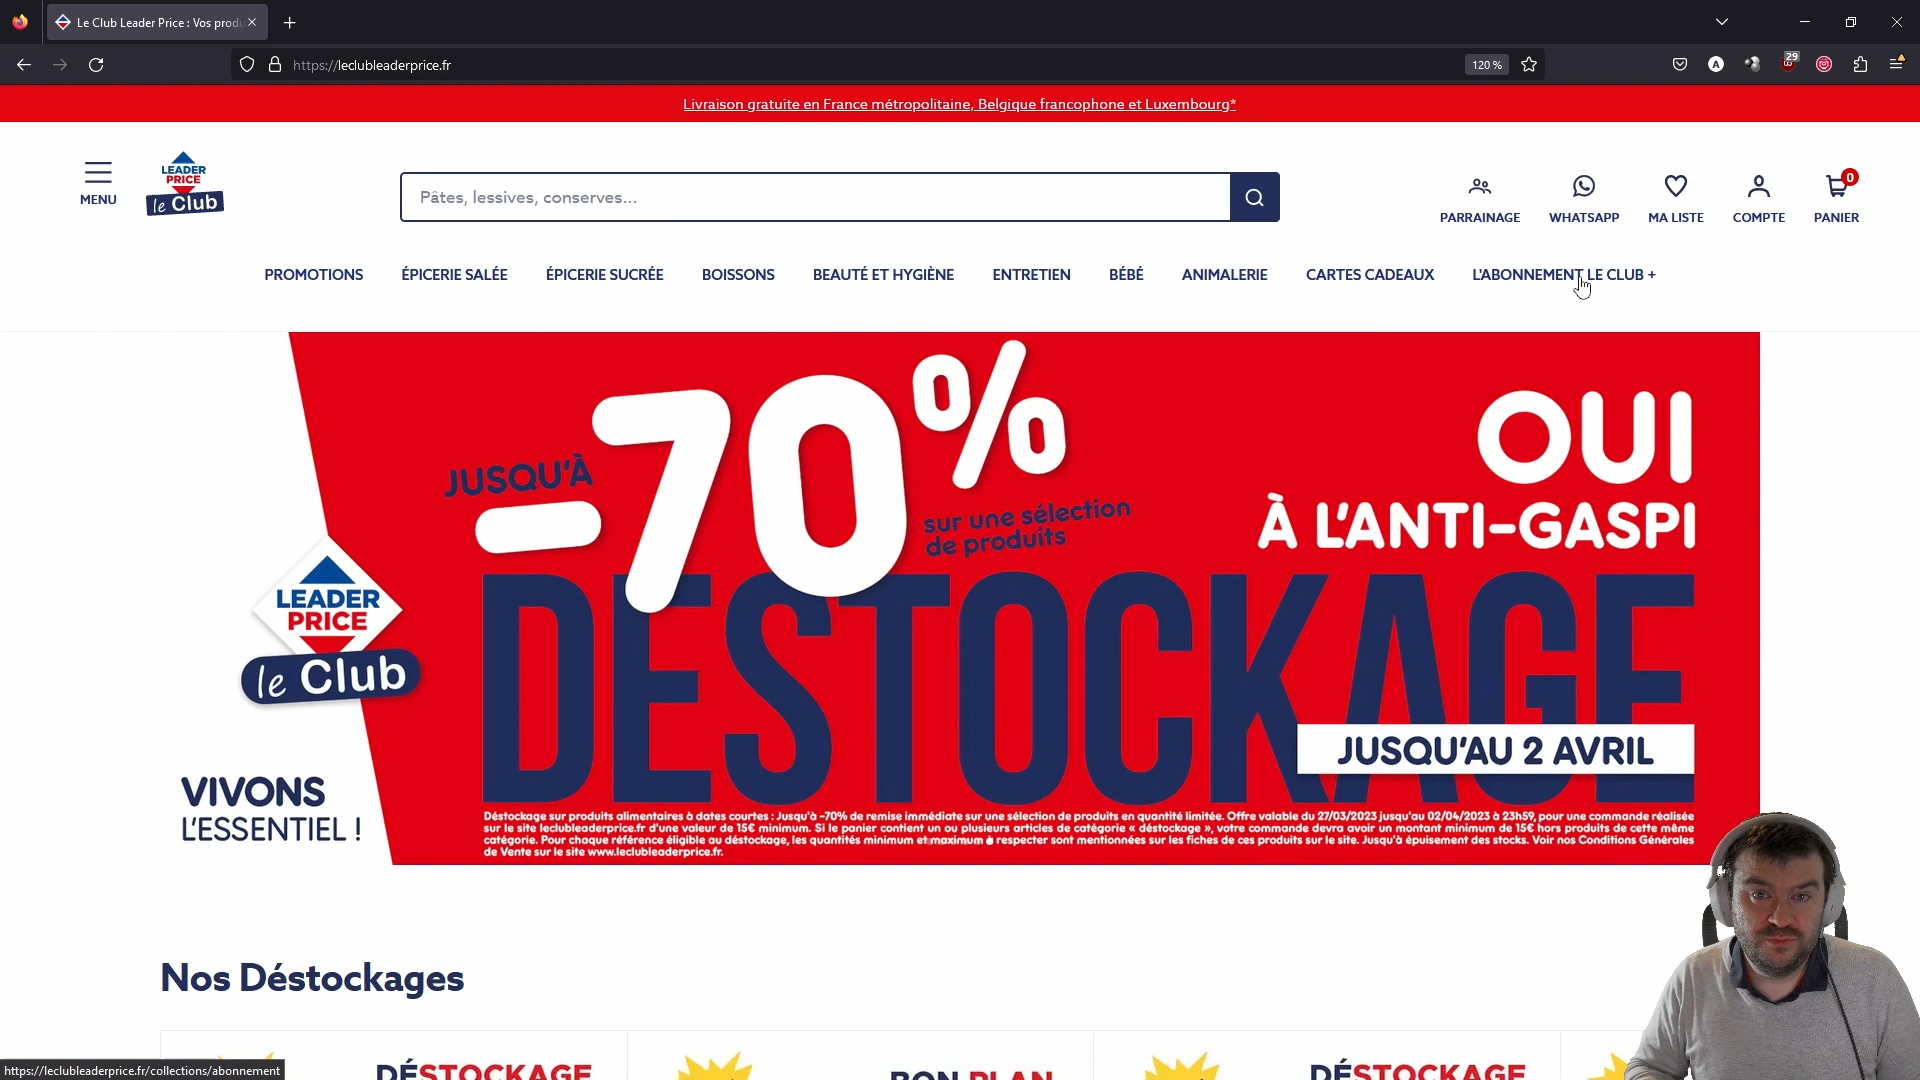 Le Club Leader Price : Vos produ
https://leclubleaderprice.fr
120 %
29
Livraison gratuite en France métropolitaine, Belgique francophone et Luxembourg*
MENU
LEADER
PRICE
le Club
Pâtes, lessives, conserves...
PARRAINAGE
WHATSAPP
MA LISTE
COMPTE
0
PANIER
PROMOTIONS
ÉPICERIE SALÉE
ÉPICERIE SUCRÉE
BOISSONS
BEAUTÉ ET HYGIÈNE
ENTRETIEN
BÉBÉ
ANIMALERIE
CARTES CADEAUX
L'ABONNEMENT LE CLUB +
JUSQU'À
-70%
sur une sélection
de produits
OUI
À L'ANTI-GASPI
DESTOCKAGE
JUSQU'AU 2 AVRIL
LEADER
PRICE
le Club
VIVONS
L'ESSENTIEL !
Déstockage sur produits alimentaires à dates courtes : Jusqu'à -70% de remise immédiate sur une sélection de produits en quantité limitée. Offre valable du 27/03/2023 jusqu'au 02/04/2023 à 23h59, pour une commande réalisée
sur le site leclubleaderprice.fr d'une valeur de 15€ minimum. Si le panier contient un ou plusieurs articles de catégorie « déstockage », votre commande devra avoir un montant minimum de 15€ hors produits de cette même
catégorie. Pour chaque référence éligible au déstockage, les quantités minimum et maximum à respecter sont mentionnées sur les fiches de ces produits sur le site. Jusqu'à épuisement des stocks. Voir nos Conditions Générales
de Vente sur le site www.leclubleaderprice.fr.
Nos Déstockages
DÉSTOCKAGE
BON PLAN
DÉSTOCKAGE
https://leclubleaderprice.fr/collections/abonnement